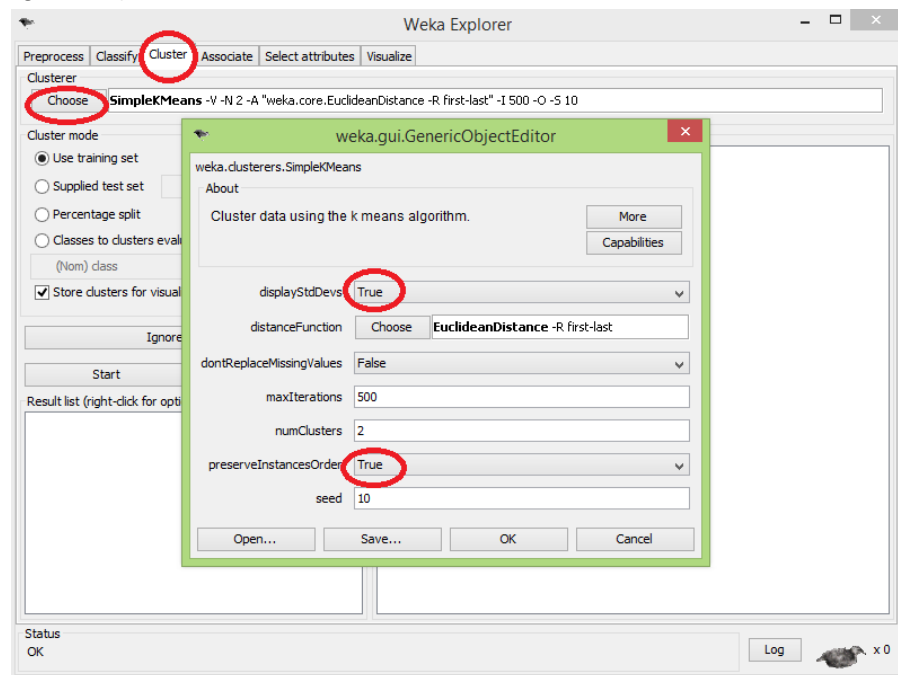 Weka Explorer
Preprocess Classify Cluster Associate Select attributes Visualize
Clusterer
Choose SimpleKMeans -V -N 2 -A "weka.core.EuclideanDistance -R first-last" -I 500 -O -S 10
Cluster mode
Use training set
Supplied test set
Percentage split
Classes to clusters eval
(Nom) class
Store clusters for visual
Ignore
Start
Result list (right-click for opti
weka.gui.GenericObjectEditor
weka.clusterers.SimpleKMeans
About
Cluster data using the k means algorithm.
More
Capabilities
displayStdDevs True
distanceFunction Choose EuclideanDistance -R first-last
dontReplaceMissingValues False
maxIterations 500
numClusters 2
preserveInstancesOrder True
seed 10
Open... Save... OK Cancel
Status
OK
Log x 0